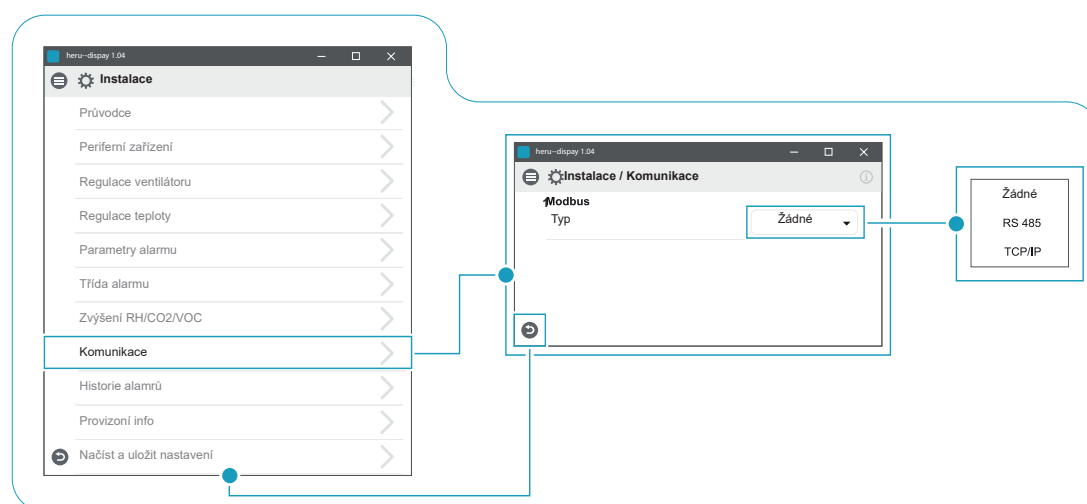 heru--dispay 1.04
Instalace
Průvodce
Periferní zařízení
Regulace ventilátoru
Regulace teploty
Parametry alarmu
Třída alarmu
Zvýšení RH/CO2/VOC
Komunikace
Historie alamrů
Provizoní info
Načíst a uložit nastavení
heru--dispay 1.04
Instalace / Komunikace
Modbus
Typ
Žádné
Žádné
RS 485
TCP/IP